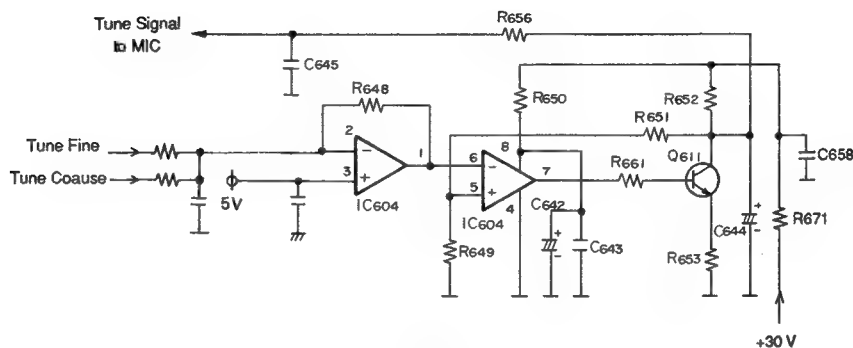 Tune Signal
to MIC
R656
C645
R648
R650
R652
R651
Tune Fine
2
1
8
Q611
C658
Tune Coause
3
6
7
R661
5V
IC604
5
4
C642
C644
R671
IC604
R649
C643
R653
+30 V